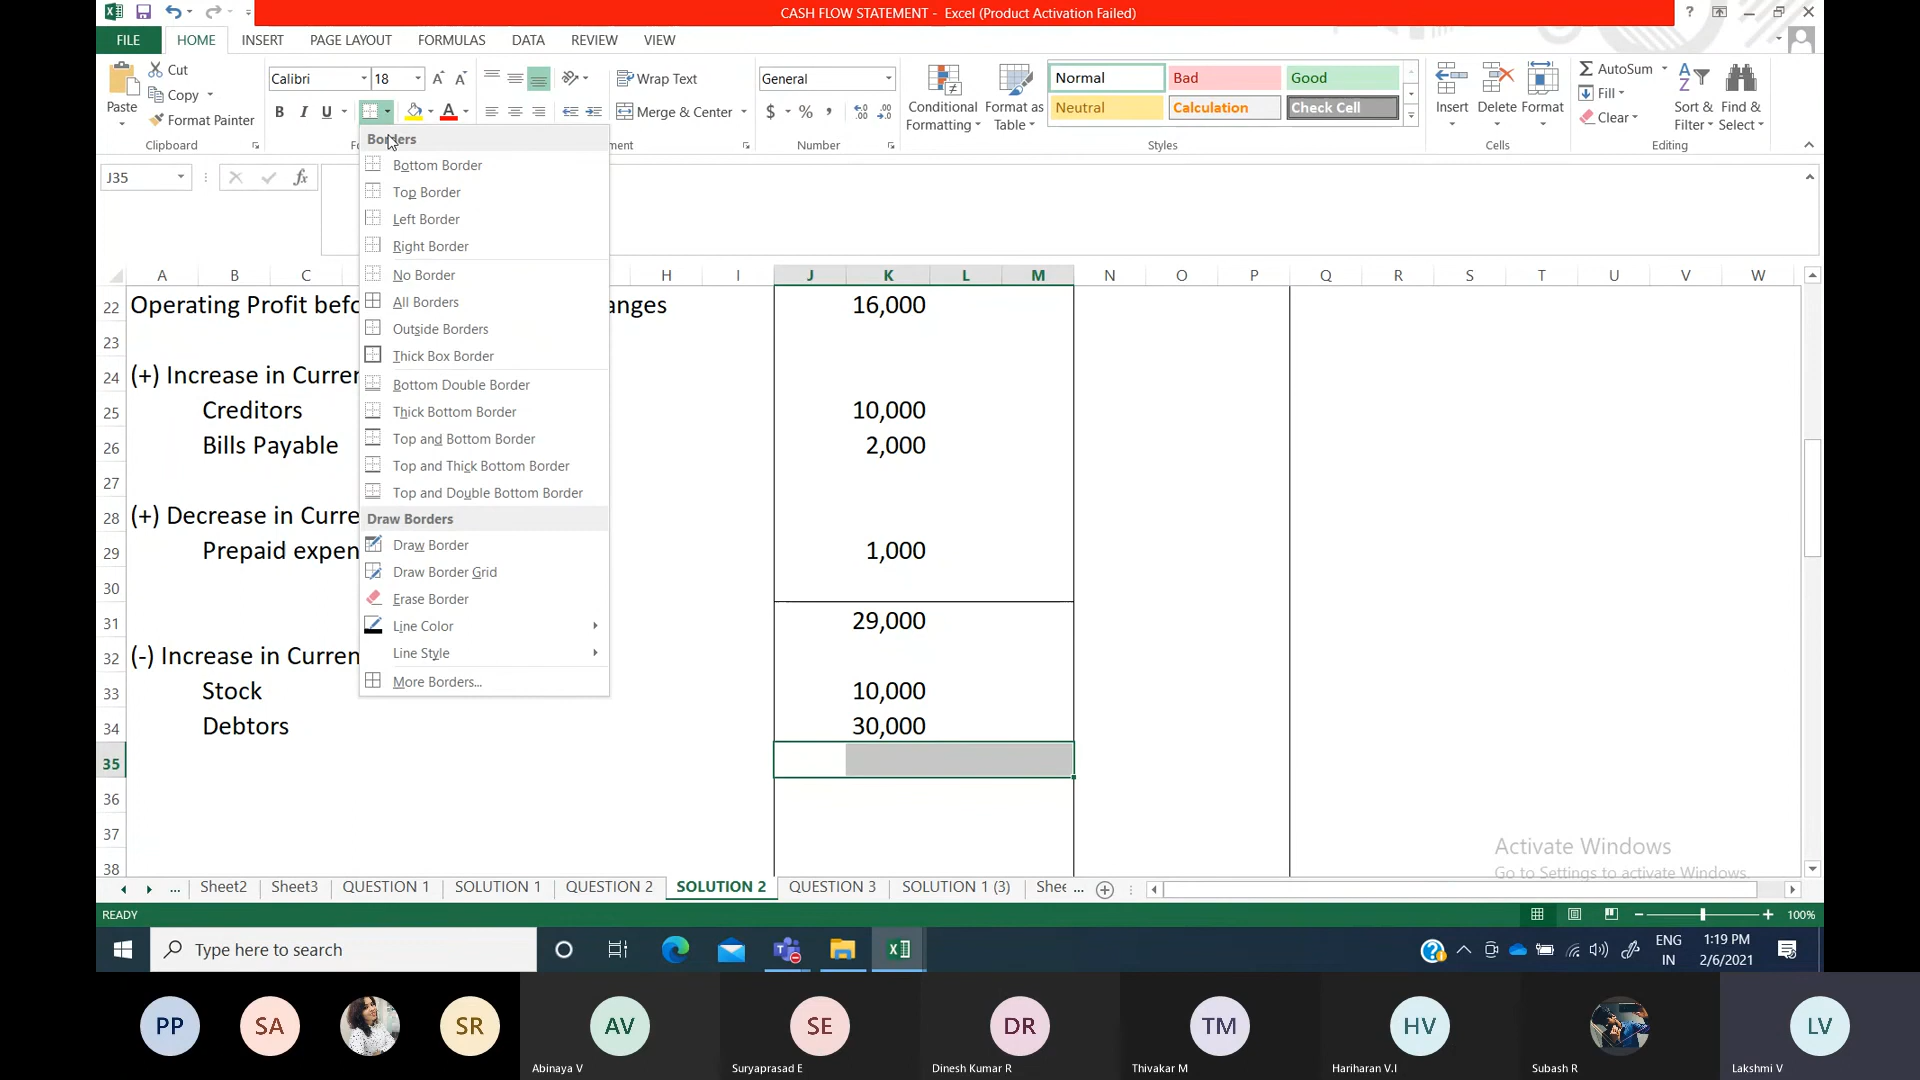 CASH FLOW STATEMENT - Excel (Product Activation Failed)
FILE HOME INSERT PAGE LAYOUT FORMULAS DATA REVIEW VIEW
Paste
Cut
Copy
Format Painter
Clipboard
Calibri 18
B I U
Wrap Text
Merge & Center
General
$ %
Number
Conditional Formatting
Format as Table
Normal Bad Good
Neutral Calculation Check Cell
Styles
Insert Delete Format
Cells
AutoSum
Fill
Clear
Sort & Filter
Find & Select
Editing
J35
fx
Borders
Bottom Border
Top Border
Left Border
Right Border
No Border
All Borders
Outside Borders
Thick Box Border
Bottom Double Border
Thick Bottom Border
Top and Bottom Border
Top and Thick Bottom Border
Top and Double Bottom Border
Draw Borders
Draw Border
Draw Border Grid
Erase Border
Line Color
Line Style
More Borders...
A B C H I J K L M N O P Q R S T U V W
22 Operating Profit befo anges 16,000
23
24 (+) Increase in Curren
25 Creditors 10,000
26 Bills Payable 2,000
27
28 (+) Decrease in Curre
29 Prepaid expen 1,000
30
31 29,000
32 (-) Increase in Curren
33 Stock 10,000
34 Debtors 30,000
35
36
37
38
Activate Windows
Go to Settings to activate Windows.
... Sheet2 Sheet3 QUESTION 1 SOLUTION 1 QUESTION 2 SOLUTION 2 QUESTION 3 SOLUTION 1 (3) Shee ...
READY 100%
Type here to search
ENG
IN
1:19 PM
2/6/2021
PP SA SR AV SE DR TM HV LV
Abinaya V Suryaprasad E Dinesh Kumar R Thivakar M Hariharan V.I Subash R Lakshmi V